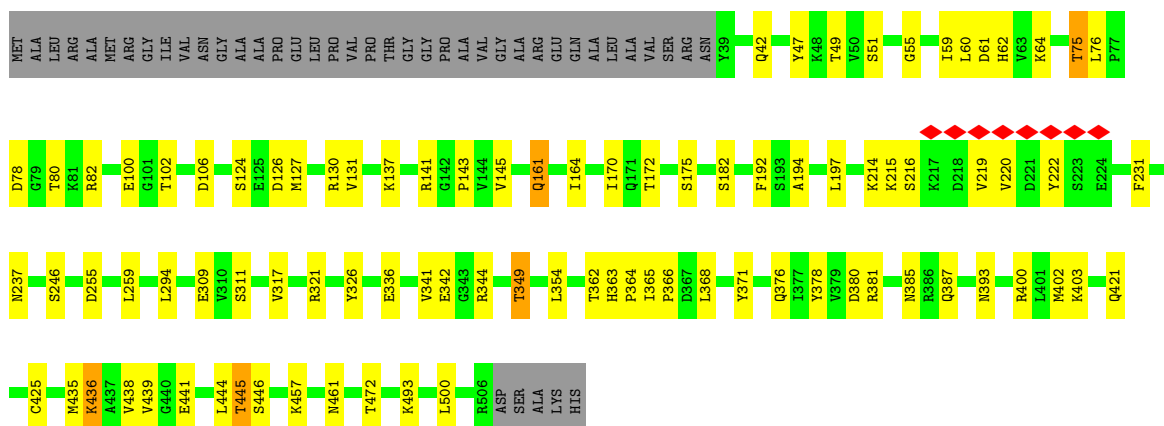 MET ALA LEU ARG ALA MET ARG GLY ILE VAL ASN GLY ALA ALA PRO GLU LEU PRO VAL PRO THR GLY GLY PRO ALA VAL GLY ALA ARG GLU GLN ALA LEU ALA VAL SER ARG ASN Y39 Q42 Y47 K48 T49 V50 S51 G55 I59 L60 D61 H62 V63 K64 T75 L76 P77
D78 G79 T80 K81 R82 E100 G101 T102 D106 S124 E125 D126 M127 R130 V131 K137 R141 G142 P143 V144 V145 Q161 I164 I170 Q171 T172 S175 S182 F192 S193 A194 L197 K214 K215 S216 K217 D218 V219 V220 D221 Y222 S223 E224 F231
N237 S246 D255 L259 L294 E309 V310 S311 V317 R321 Y326 E336 V341 E342 G343 R344 T349 L354 T362 H363 P364 I365 P366 D367 L368 Y371 Q376 I377 Y378 V379 D380 R381 N385 R386 Q387 N393 R400 L401 M402 K403 Q421
C425 M435 K436 A437 V438 V439 G440 E441 L444 T445 S446 K457 N461 T472 K493 L500 R506 ASP SER ALA LYS HIS